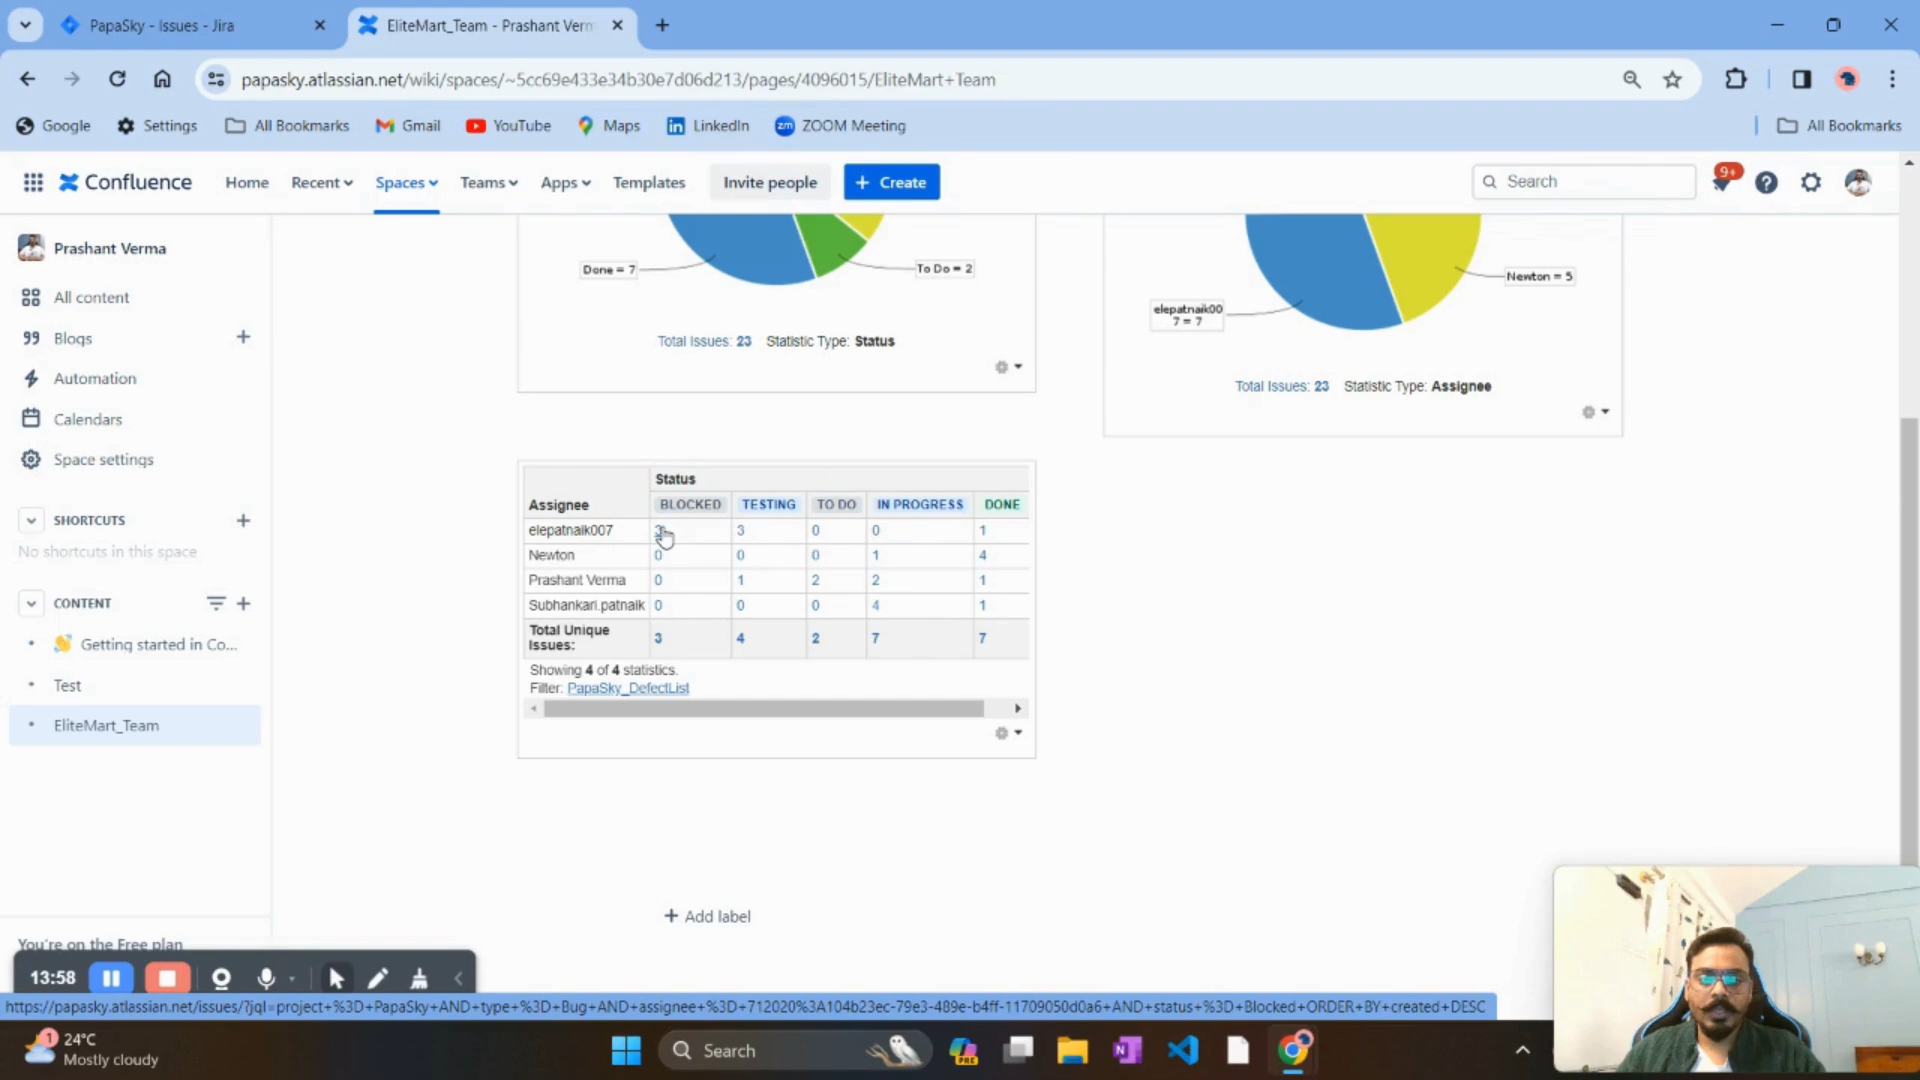 PapaSky - Issues - Jira
EliteMart_Team - Prashant Verm
papasky.atlassian.net/wiki/spaces/~5cc69e433e34b30e7d06d213/pages/4096015/EliteMart+Team
Google
Settings
All Bookmarks
Gmail
YouTube
Maps
LinkedIn
zm ZOOM Meeting
All Bookmarks
Confluence
Home
Recent
Spaces
Teams
Apps
Templates
Invite people
+ Create
Search
9+
Prashant Verma
All content
Blogs
Automation
Calendars
Space settings
SHORTCUTS
No shortcuts in this space
CONTENT
Getting started in Co...
Test
EliteMart_Team
You're on the Free plan
Done = 7
To Do = 2
Total Issues: 23 Statistic Type: Status
Newton = 5
elepatnaik00
7 = 7
Total Issues: 23 Statistic Type: Assignee
Status
Assignee BLOCKED TESTING TO DO IN PROGRESS DONE
elepatnaik007 3 3 0 0 1
Newton 0 0 0 1 4
Prashant Verma 0 1 2 2 1
Subhankari.patnaik 0 0 0 4 1
Total Unique
Issues: 3 4 2 7 7
Showing 4 of 4 statistics.
Filter: PapaSky_DefectList
+ Add label
13:58
https://papasky.atlassian.net/issues/?jql=project+%3D+PapaSky+AND+type+%3D+Bug+AND+assignee+%3D+712020%3A104b23ec-79e3-489e-b4ff-11709050d0a6+AND+status+%3D+Blocked+ORDER+BY+created+DESC
1
24°C
Mostly cloudy
Search
PRE